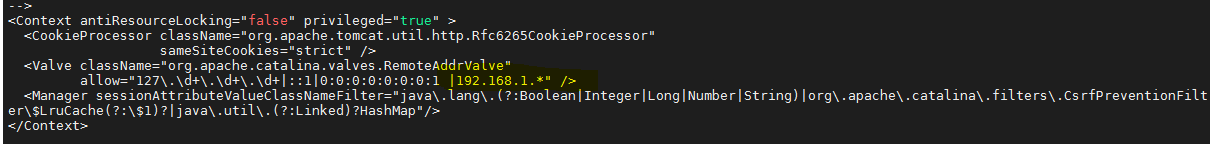 -->
<Context antiResourceLocking="false" privileged="true" >
  <CookieProcessor className="org.apache.tomcat.util.http.Rfc6265CookieProcessor"
                   sameSiteCookies="strict" />
  <Valve className="org.apache.catalina.valves.RemoteAddrValve"
         allow="127\.\d+\.\d+\.\d+|::1|0:0:0:0:0:0:0:1 |192.168.1.*" />
  <Manager sessionAttributeValueClassNameFilter="java\.lang\.(?:Boolean|Integer|Long|Number|String)|org\.apache\.catalina\.filters\.CsrfPreventionFilt
er\$LruCache(?:\$1)?|java\.util\.(?:Linked)?HashMap"/>
</Context>